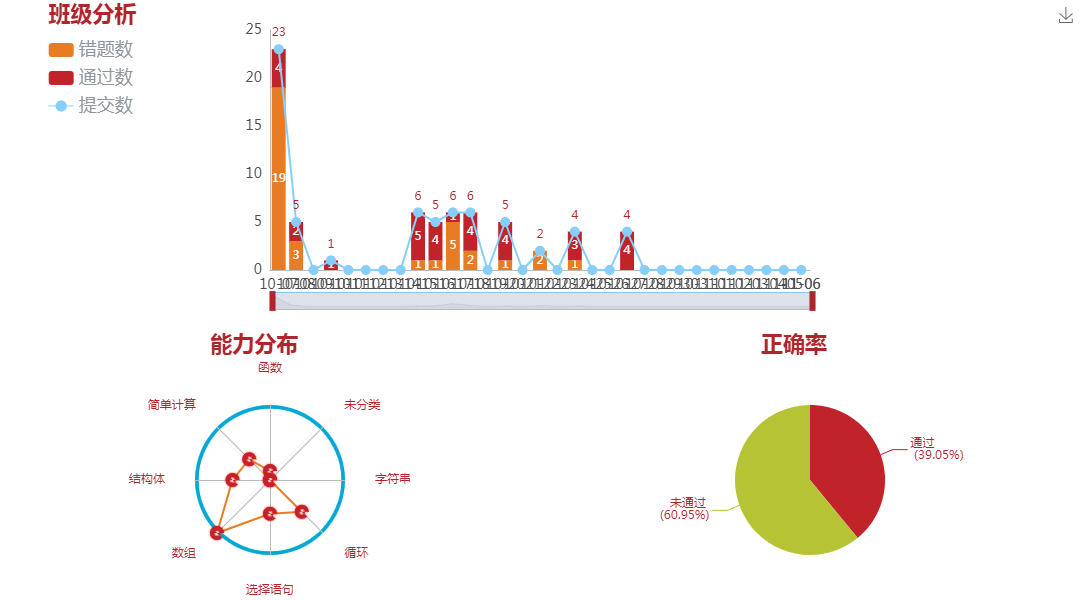 班级分析
错题数
通过数
提交数
25
20
15
10
5
0
23
5
1
6
5
6
6
5
2
4
4
4
19
2
3
1
5
1
4
1
1
5
4
2
4
1
2
3
1
4
能力分布
函数
未分类
字符串
循环
选择语句
数组
结构体
简单计算
正确率
通过
(39.05%)
未通过
(60.95%)